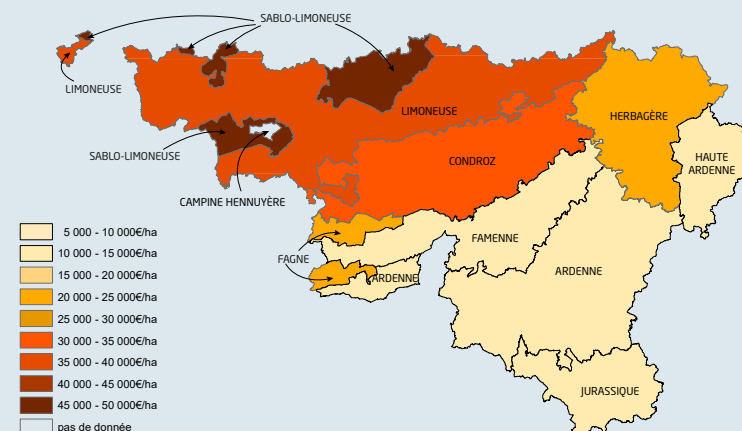 SABLO-LIMONEUSE
LIMONEUSE
LIMONEUSE
HERBAGÈRE
SABLO-LIMONEUSE
CONDROZ
HAUTE
ARDENNE
CAMPINE HENNUYÈRE
FAMENNE
FAGNE
ARDENNE
ARDENNE
JURASSIQUE
5 000 - 10 000€/ha
10 000 - 15 000€/ha
15 000 - 20 000€/ha
20 000 - 25 000€/ha
25 000 - 30 000€/ha
30 000 - 35 000€/ha
35 000 - 40 000€/ha
40 000 - 45 000€/ha
45 000 - 50 000€/ha
pas de donnée